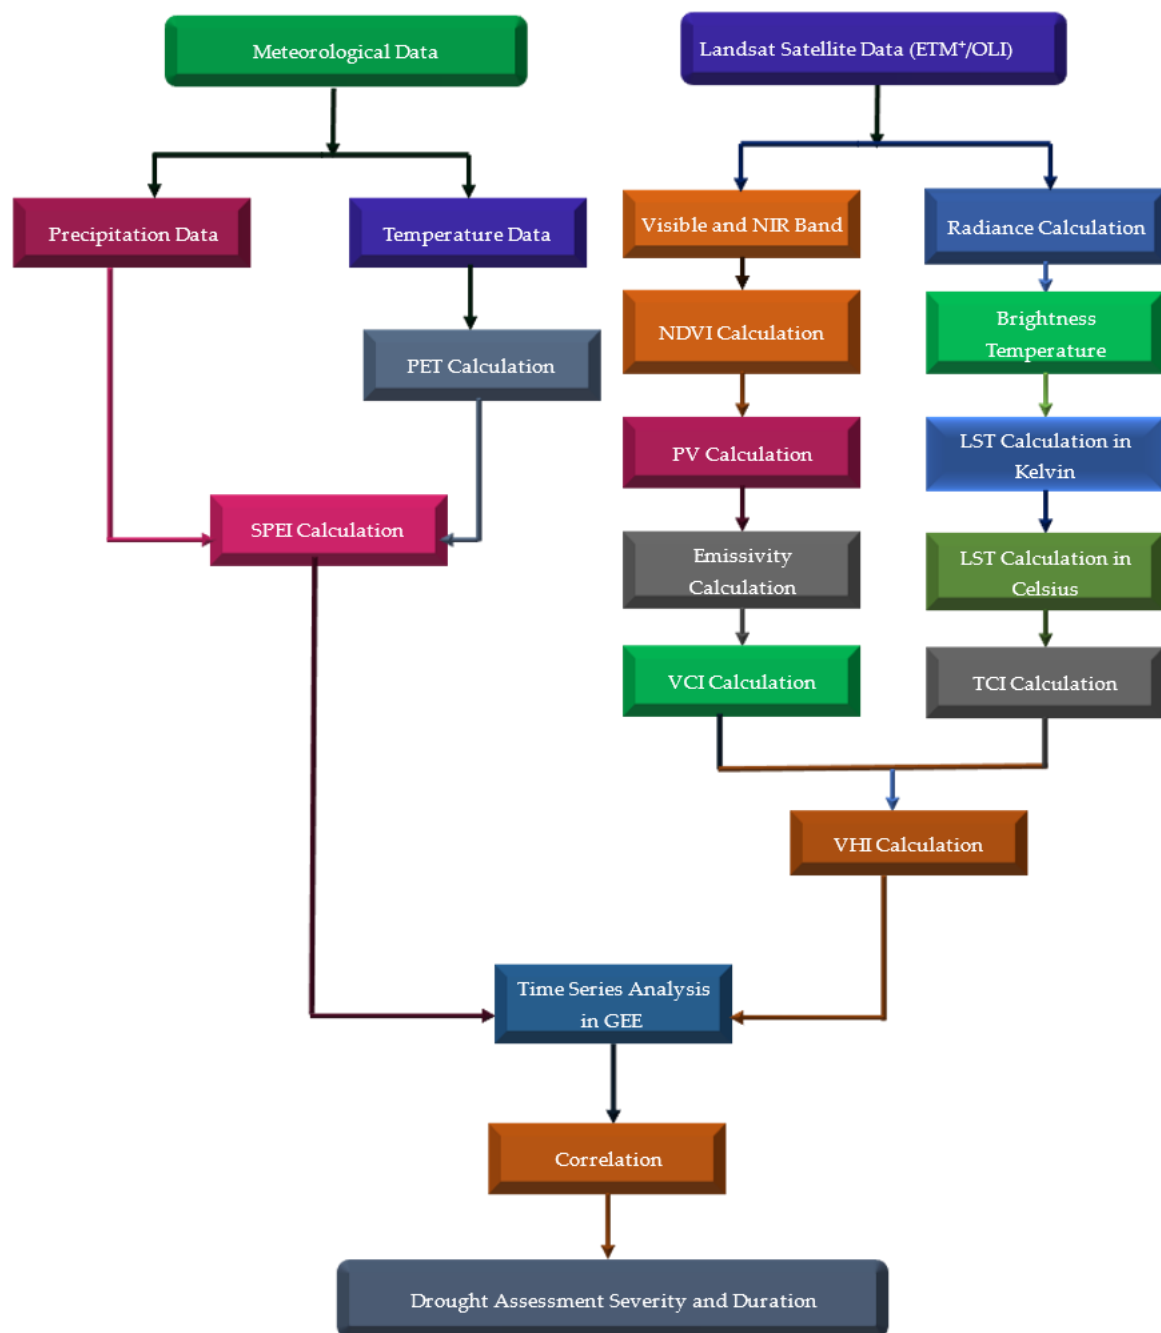 Meteorological Data
Landsat Satellite Data (ETM⁺/OLI)
Precipitation Data
Temperature Data
Visible and NIR Band
Radiance Calculation
PET Calculation
NDVI Calculation
Brightness
Temperature
PV Calculation
LST Calculation in
Kelvin
SPEI Calculation
Emissivity
Calculation
LST Calculation in
Celsius
VCI Calculation
TCI Calculation
VHI Calculation
Time Series Analysis
in GEE
Correlation
Drought Assessment Severity and Duration